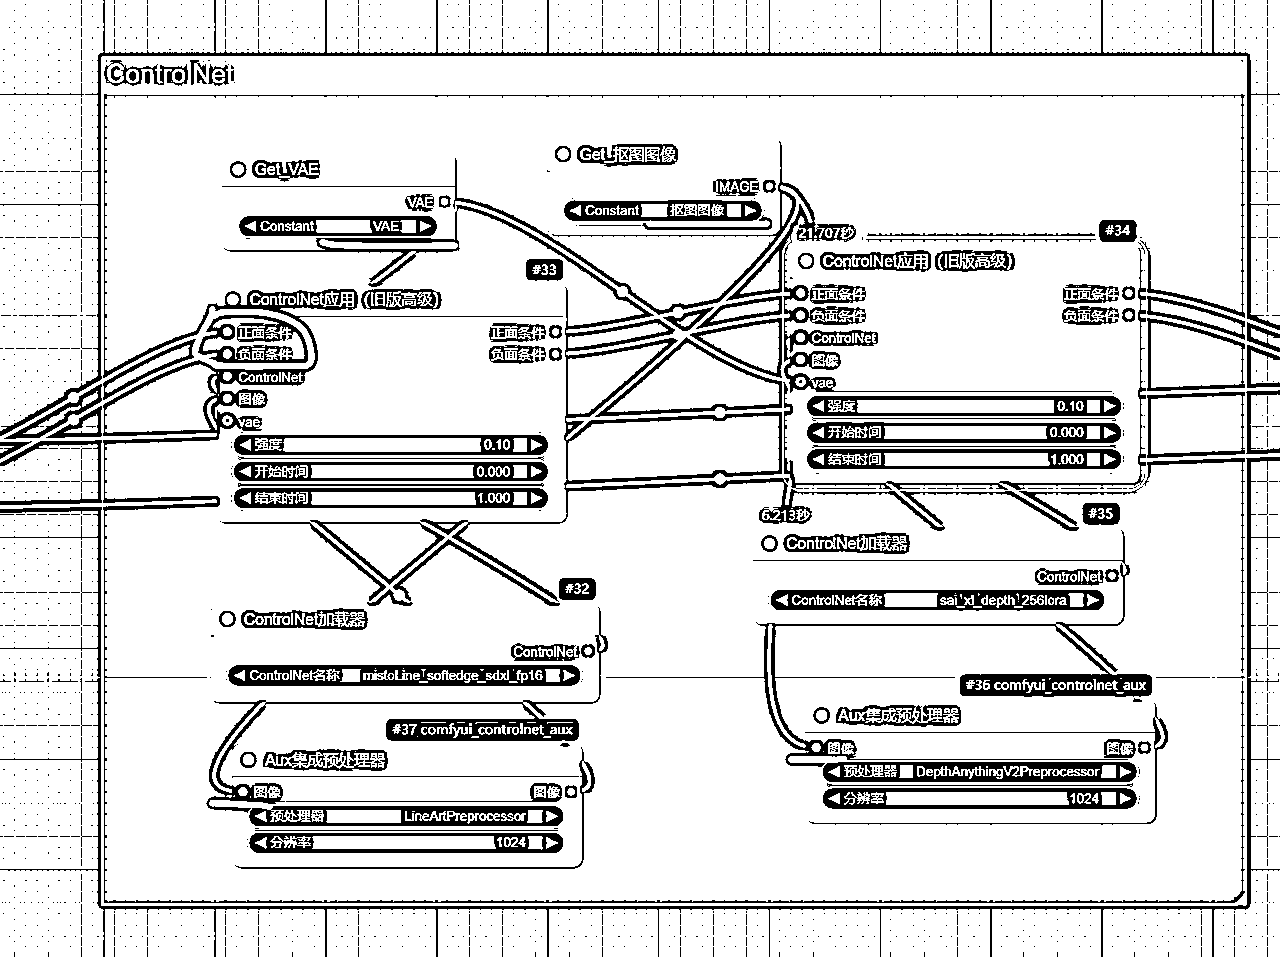 ControlNet
Get_VAE
VAE
Constant VAE
Get_抠图图像
IMAGE
Constant 抠图图像
#33
ControlNet应用（旧版高级）
正面条件 正面条件
负面条件 负面条件
ControlNet
图像
vae
强度 0.10
开始时间 0.000
结束时间 1.000
21.707秒
#34
ControlNet应用（旧版高级）
正面条件 正面条件
负面条件 负面条件
ControlNet
图像
vae
强度 0.10
开始时间 0.000
结束时间 1.000
#32
ControlNet加载器
ControlNet
ControlNet名称 mistoLine_softedge_sdxl_fp16
6.213秒
#35
ControlNet加载器
ControlNet
ControlNet名称 sai_xl_depth_256lora
#37 comfyui_controlnet_aux
Aux集成预处理器
图像 图像
预处理器 LineArtPreprocessor
分辨率 1024
#36 comfyui_controlnet_aux
Aux集成预处理器
图像 图像
预处理器 DepthAnythingV2Preprocessor
分辨率 1024